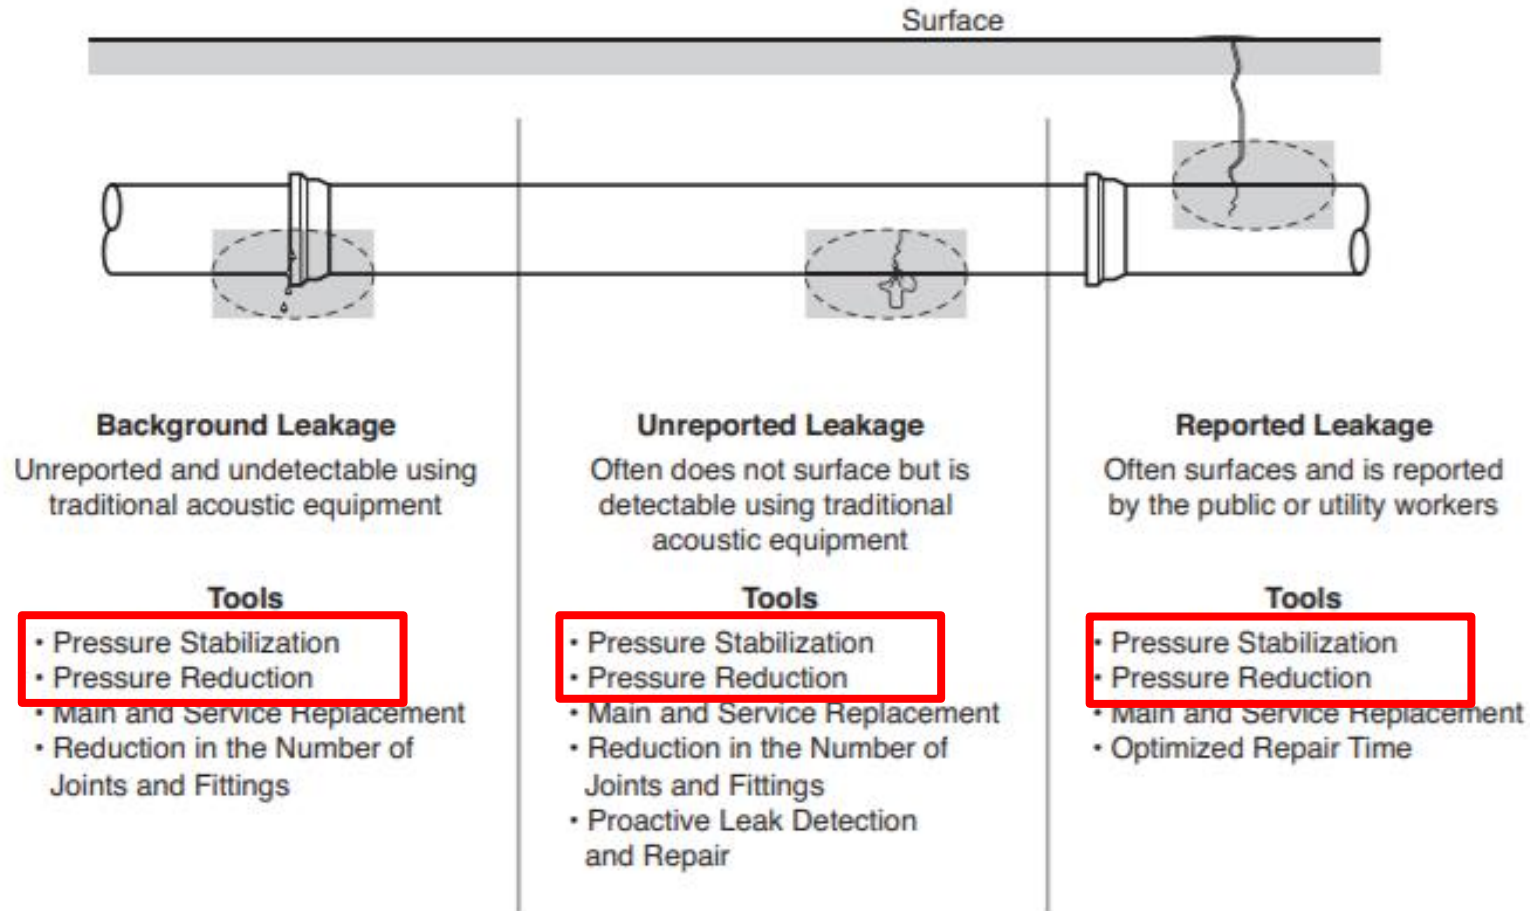 Surface
Background Leakage
Unreported and undetectable using
traditional acoustic equipment
Tools
• Pressure Stabilization
• Pressure Reduction
• Main and Service Replacement
• Reduction in the Number of
Joints and Fittings
Unreported Leakage
Often does not surface but is
detectable using traditional
acoustic equipment
Tools
• Pressure Stabilization
• Pressure Reduction
• Main and Service Replacement
• Reduction in the Number of
Joints and Fittings
• Proactive Leak Detection
and Repair
Reported Leakage
Often surfaces and is reported
by the public or utility workers
Tools
• Pressure Stabilization
• Pressure Reduction
• Main and Service Replacement
• Optimized Repair Time